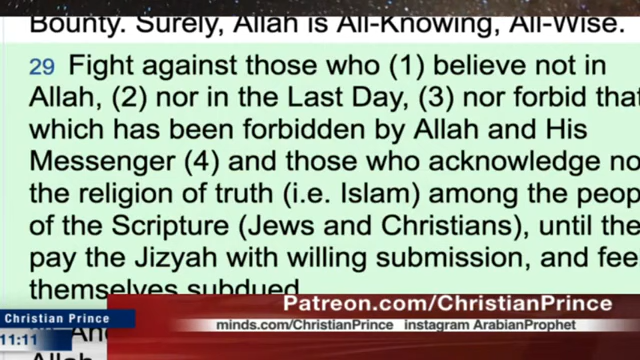 Bounty. Surely, Allah is All-Knowing, All-Wise.
29 Fight against those who (1) believe not in
Allah, (2) nor in the Last Day, (3) nor forbid that
which has been forbidden by Allah and His
Messenger (4) and those who acknowledge no
the religion of truth (i.e. Islam) among the peop
of the Scripture (Jews and Christians), until the
pay the Jizyah with willing submission, and fee
themselves subdued
Patreon.com/ChristianPrince
Christian Prince
minds.com/ChristianPrince instagram ArabianProphet
11:11
Allah